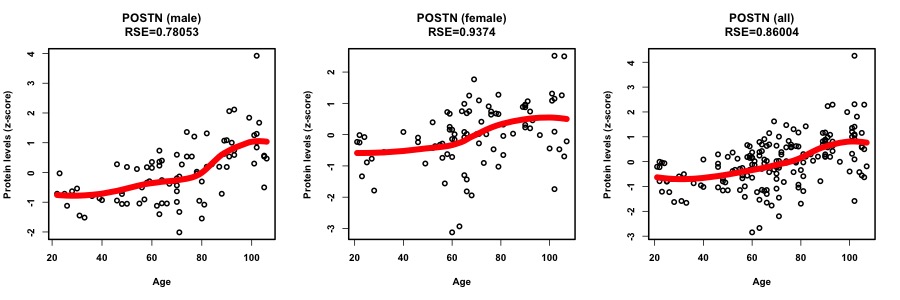 POSTN (male)
RSE=0.78053
Protein levels (z-score)
4
3
2
1
0
-1
-2
20 40 60 80 100
Age
POSTN (female)
RSE=0.9374
Protein levels (z-score)
2
1
0
-1
-2
-3
20 40 60 80 100
Age
POSTN (all)
RSE=0.86004
Protein levels (z-score)
4
3
2
1
0
-1
-2
-3
20 40 60 80 100
Age